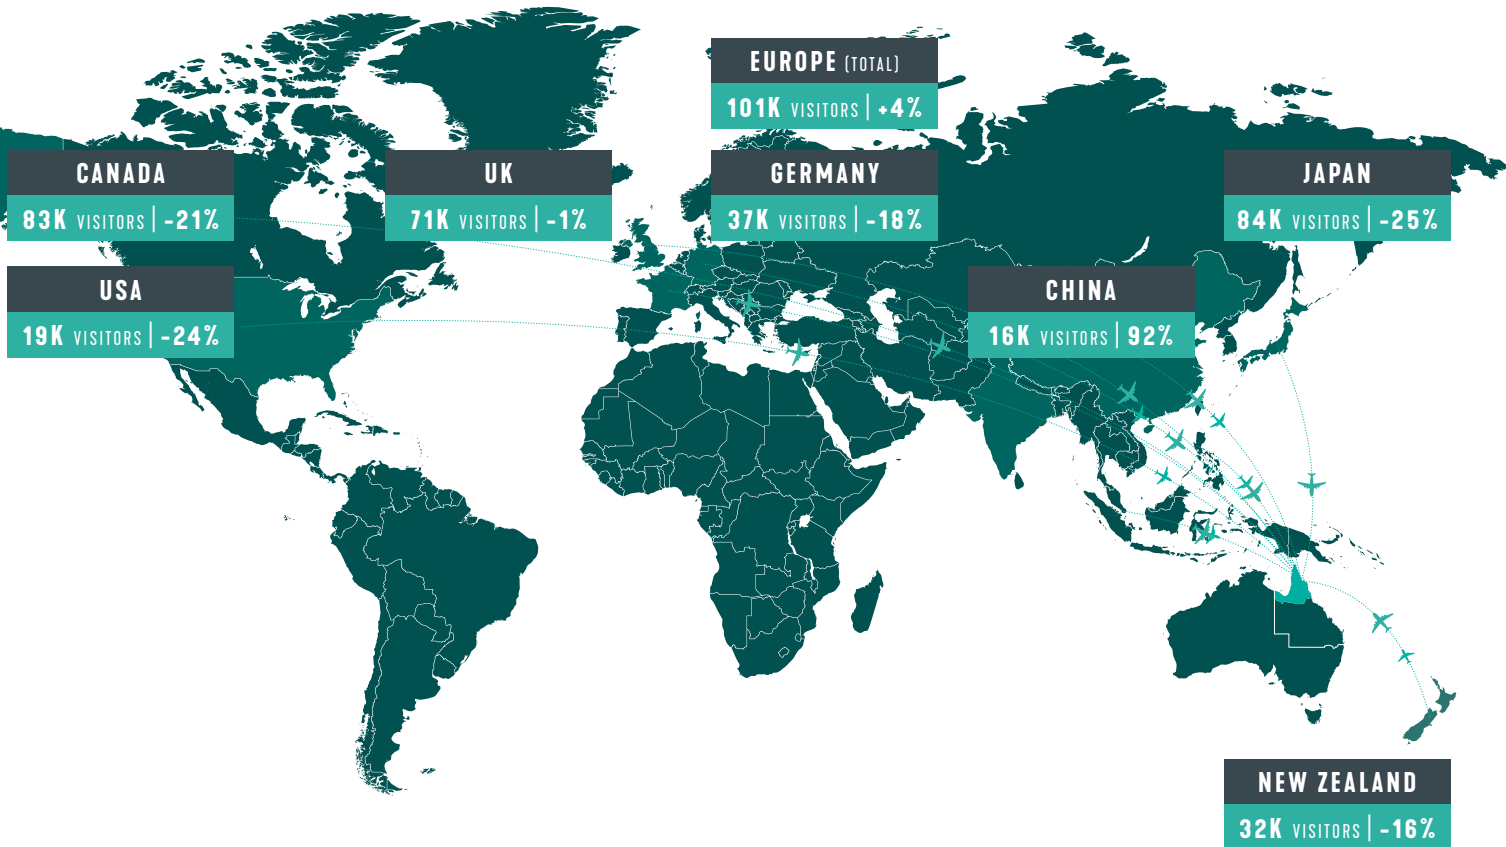 EUROPE (TOTAL)
101K VISITORS | +4%
CANADA
83K VISITORS | -21%
UK
71K VISITORS | -1%
GERMANY
37K VISITORS | -18%
JAPAN
84K VISITORS | -25%
USA
19K VISITORS | -24%
CHINA
16K VISITORS | 92%
NEW ZEALAND
32K VISITORS | -16%